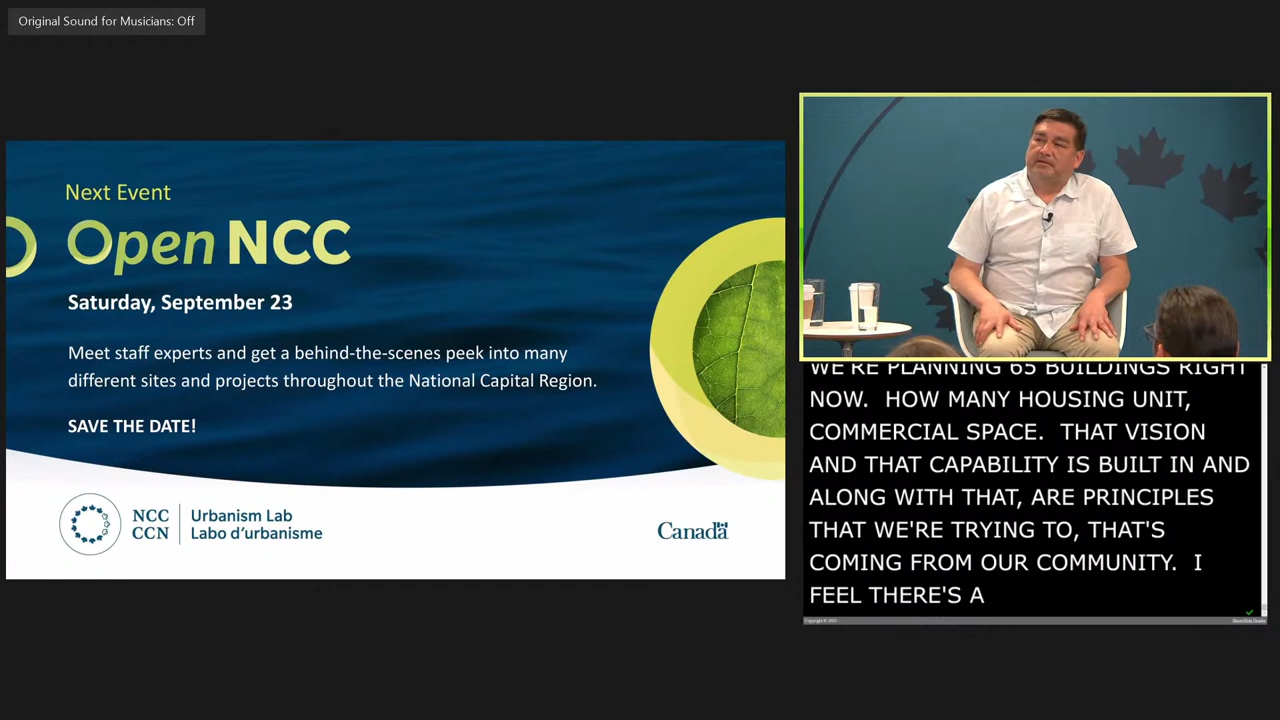 Original Sound for Musicians: Off
Next Event
Open NCC
Saturday, September 23
Meet staff experts and get a behind-the-scenes peek into many
different sites and projects throughout the National Capital Region.
SAVE THE DATE!
NCC
CCN
Urbanism Lab
Labo d'urbanisme
Canada
WE'RE PLANNING 65 BUILDINGS RIGHT
NOW.  HOW MANY HOUSING UNIT,
COMMERCIAL SPACE.  THAT VISION
AND THAT CAPABILITY IS BUILT IN AND
ALONG WITH THAT, ARE PRINCIPLES
THAT WE'RE TRYING TO, THAT'S
COMING FROM OUR COMMUNITY.  I
FEEL THERE'S A